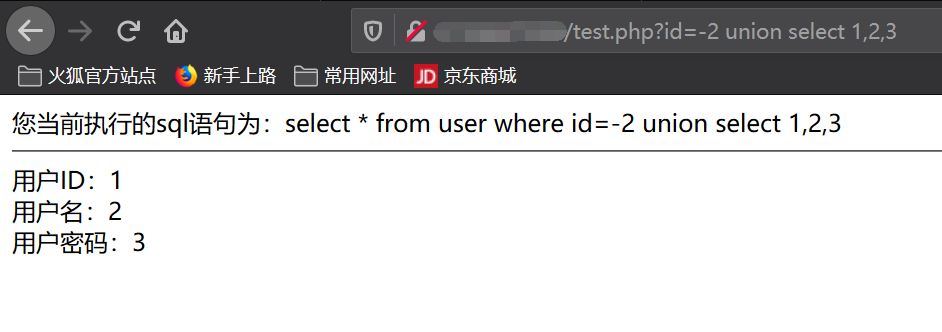 /test.php?id=-2 union select 1,2,3
火狐官方站点 新手上路 常用网址 JD 京东商城
您当前执行的sql语句为：select * from user where id=-2 union select 1,2,3
用户ID：1
用户名：2
用户密码：3